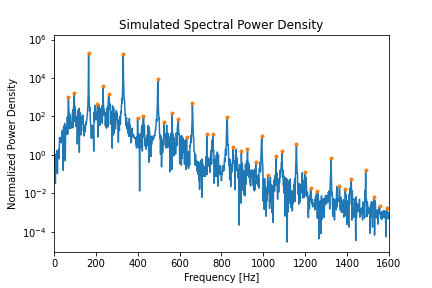 Simulated Spectral Power Density
10⁶
10⁴
10²
10⁰
10⁻²
10⁻⁴
Normalized Power Density
0 200 400 600 800 1000 1200 1400 1600
Frequency [Hz]